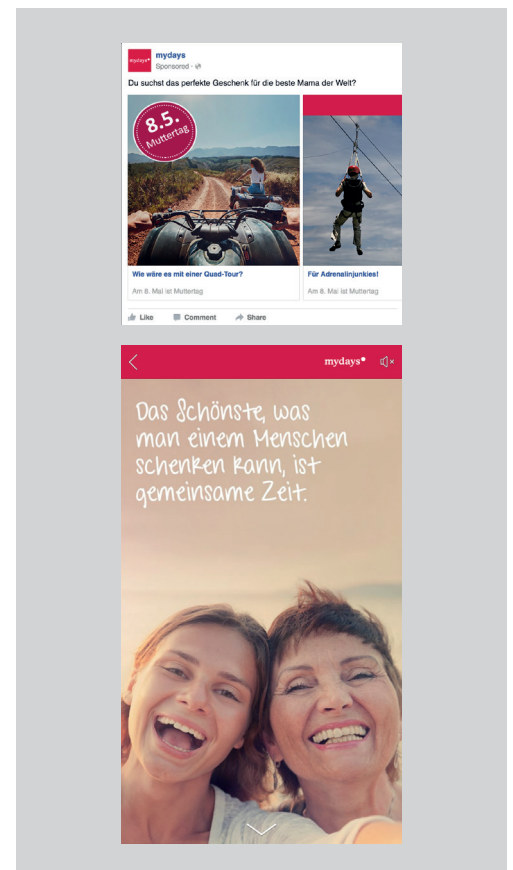 mydays®
mydays
Sponsored ·
Du suchst das perfekte Geschenk für die beste Mama der Welt?
8.5.
Muttertag
Wie wäre es mit einer Quad-Tour?
Am 8. Mai ist Muttertag
Für Adrenalinjunkies!
Am 8. Mai ist Muttertag
Like Comment Share
mydays®
Das Schönste, was
man einem Menschen
schenken kann, ist
gemeinsame Zeit.